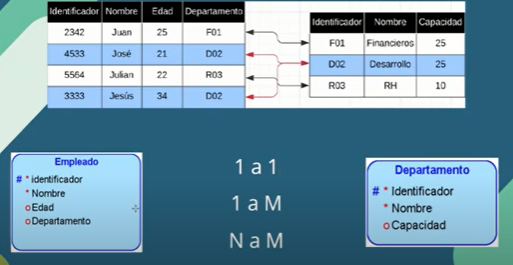 Identificador Nombre Edad Departamento
2342 Juan 25 F01
4533 José 21 D02
5564 Julian 22 R03
3333 Jesús 34 D02
Identificador Nombre Capacidad
F01 Financieros 25
D02 Desarrollo 25
R03 RH 10
Empleado
# * identificador
* Nombre
o Edad
o Departamento
1 a 1
1 a M
N a M
Departamento
# * Identificador
* Nombre
o Capacidad